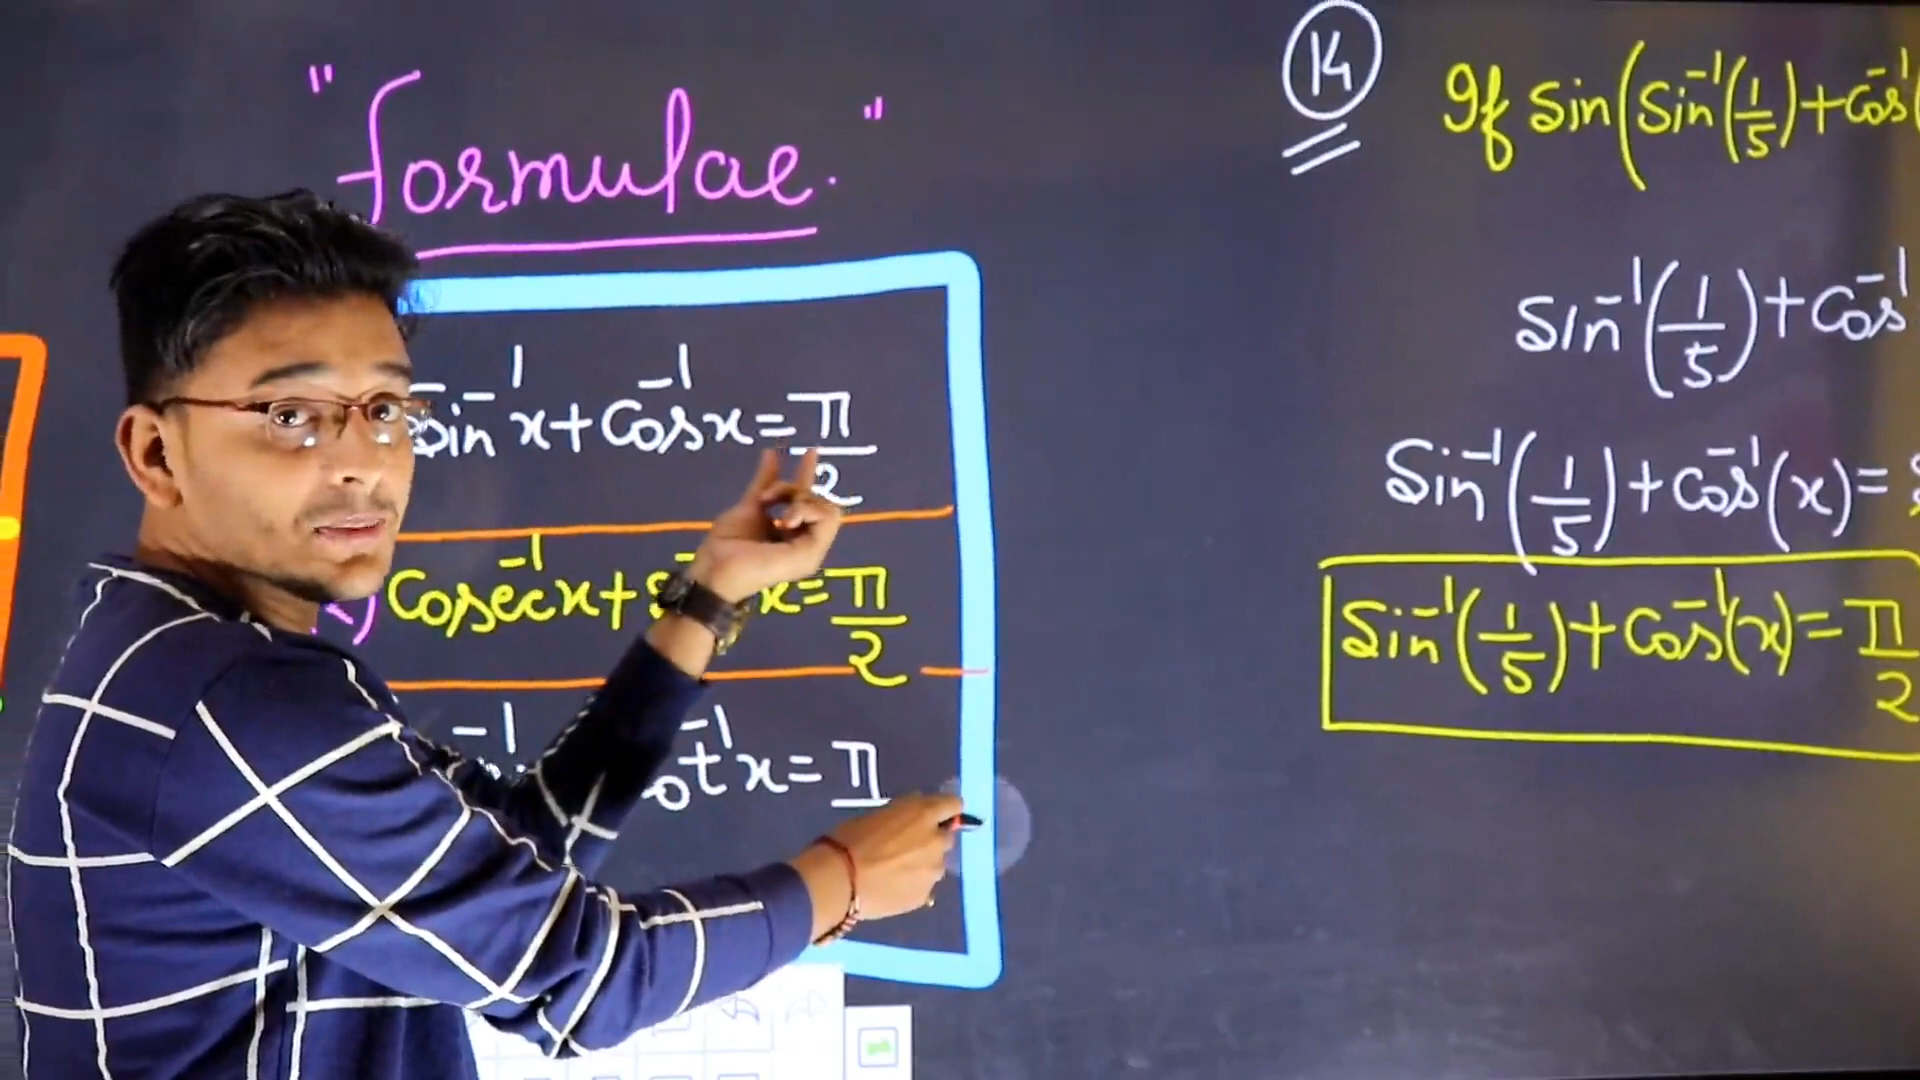 "Formulae."
Sin⁻¹x + Cos⁻¹x = π/2
Cosec⁻¹x + x = π/2
ot⁻¹x = π
14
If Sin(Sin⁻¹(1/5) + Cos⁻¹(
Sin⁻¹(1/5) + Cos⁻¹
Sin⁻¹(1/5) + Cos⁻¹(x) =
Sin⁻¹(1/5) + Cos⁻¹(x) = π/2